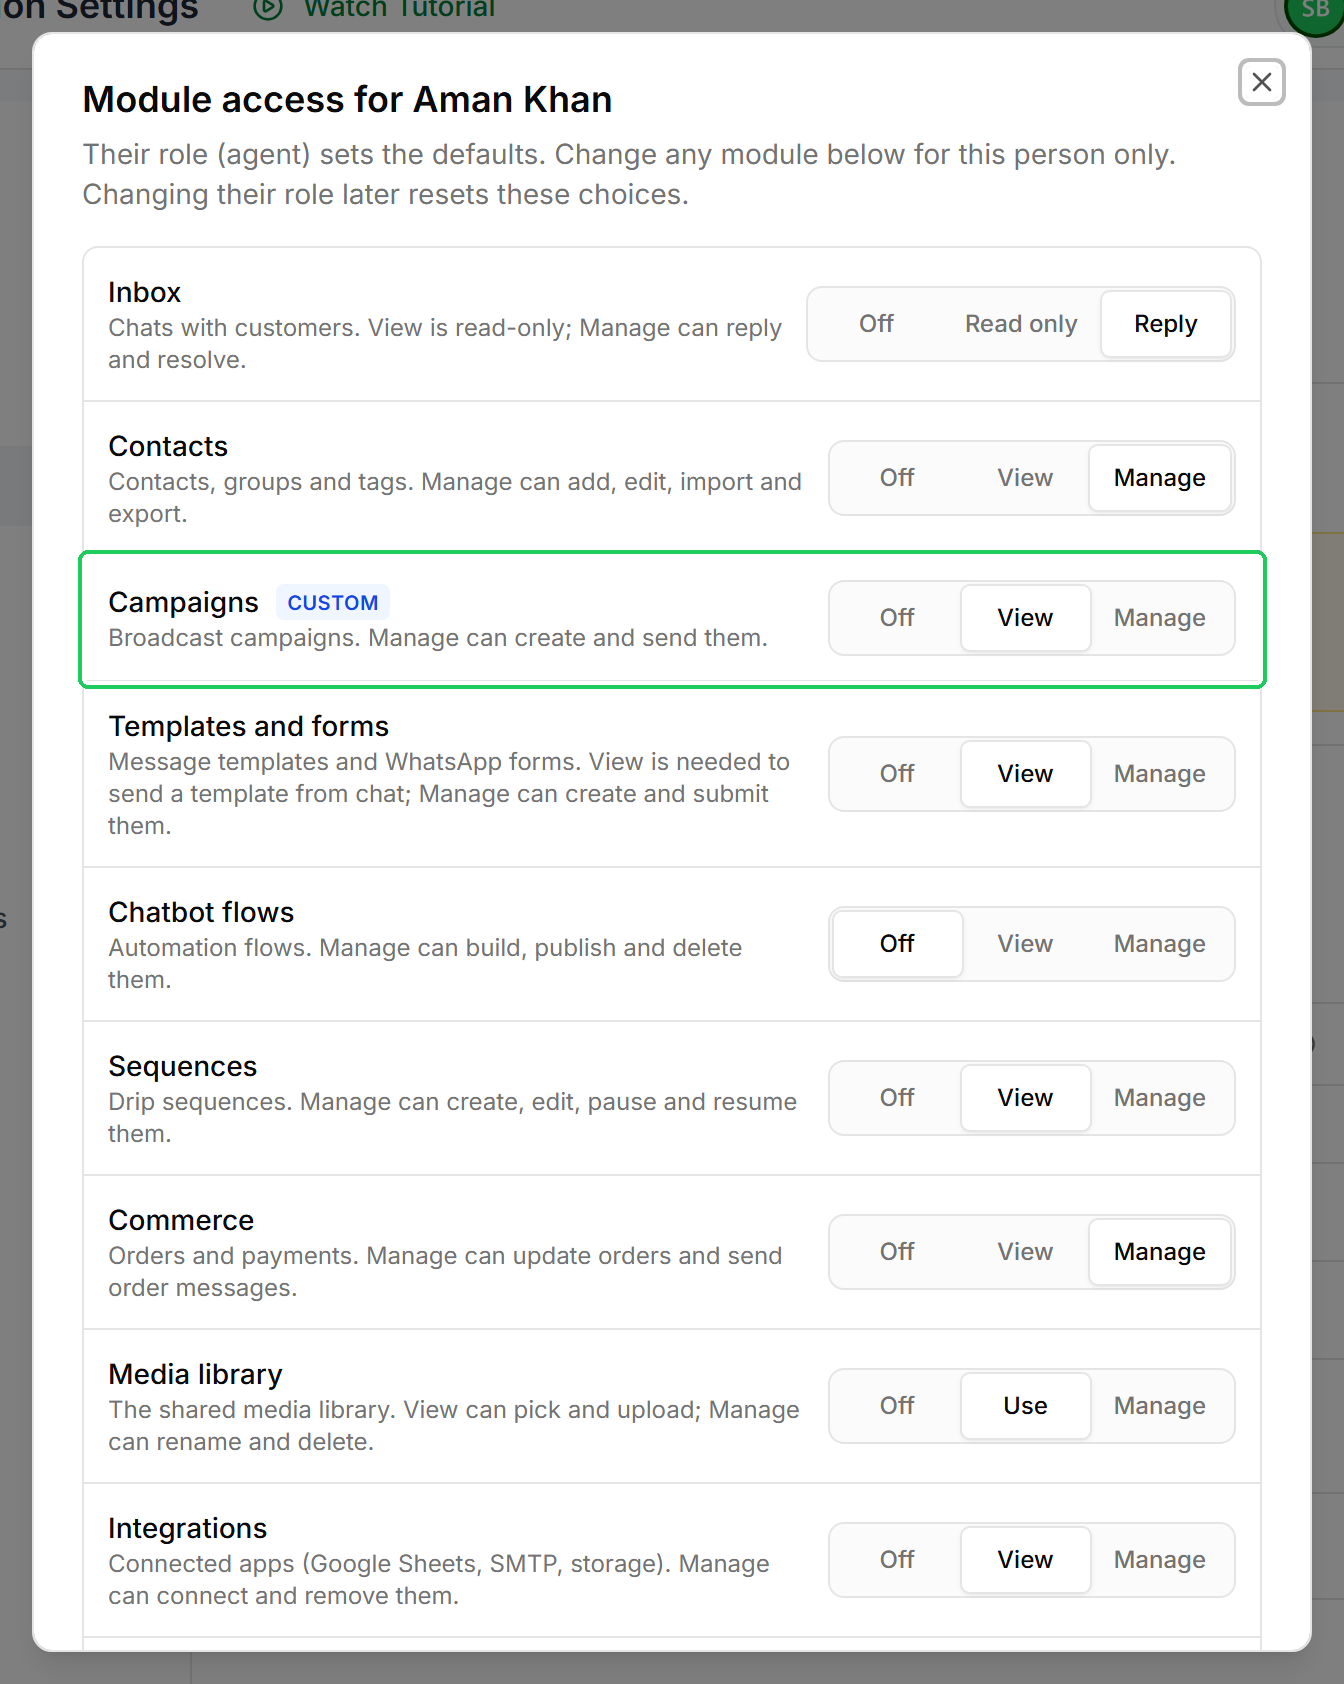 on Settings
Watch Tutorial
SB
Module access for Aman Khan
Their role (agent) sets the defaults. Change any module below for this person only.
Changing their role later resets these choices.
Inbox
Chats with customers. View is read-only; Manage can reply
and resolve.
Off Read only Reply
Contacts
Contacts, groups and tags. Manage can add, edit, import and
export.
Off View Manage
Campaigns CUSTOM
Broadcast campaigns. Manage can create and send them.
Off View Manage
Templates and forms
Message templates and WhatsApp forms. View is needed to
send a template from chat; Manage can create and submit
them.
Off View Manage
s
Chatbot flows
Automation flows. Manage can build, publish and delete
them.
Off View Manage
Sequences
Drip sequences. Manage can create, edit, pause and resume
them.
Off View Manage
Commerce
Orders and payments. Manage can update orders and send
order messages.
Off View Manage
Media library
The shared media library. View can pick and upload; Manage
can rename and delete.
Off Use Manage
Integrations
Connected apps (Google Sheets, SMTP, storage). Manage
can connect and remove them.
Off View Manage